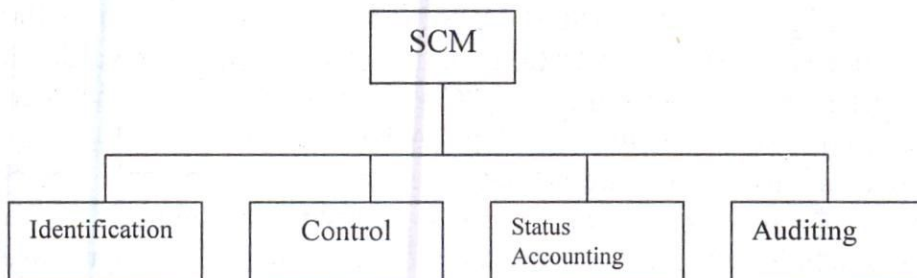 SCM
Identification
Control
Status
Accounting
Auditing